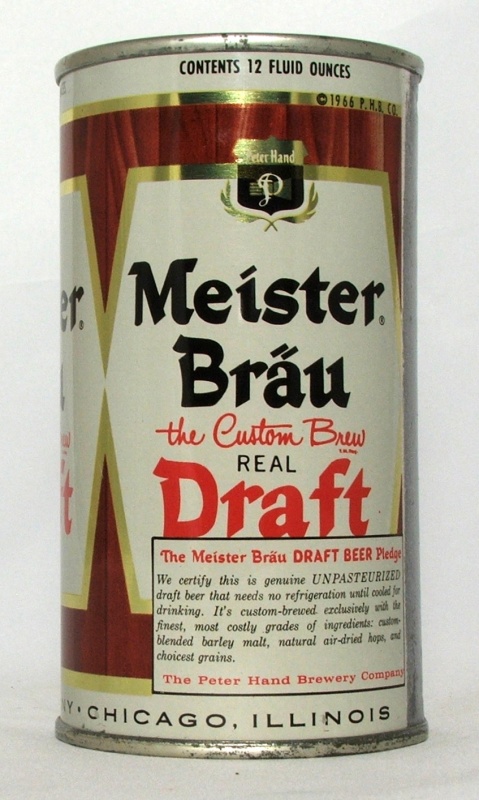 CONTENTS 12 FLUID OUNCES
©1966 P.H.B. CO.
Peter Hand
P
er®
Meister®
Bräu
the Custom Brew
REAL
Draft
t
The Meister Bräu DRAFT BEER Pledge
We certify this is genuine UNPASTEURIZED
draft beer that needs no refrigeration until cooled for
drinking. It's custom-brewed exclusively with the
finest, most costly grades of ingredients: custom-
blended barley malt, natural air-dried hops, and
choicest grains.
The Peter Hand Brewery Company
NY • CHICAGO, ILLINOIS